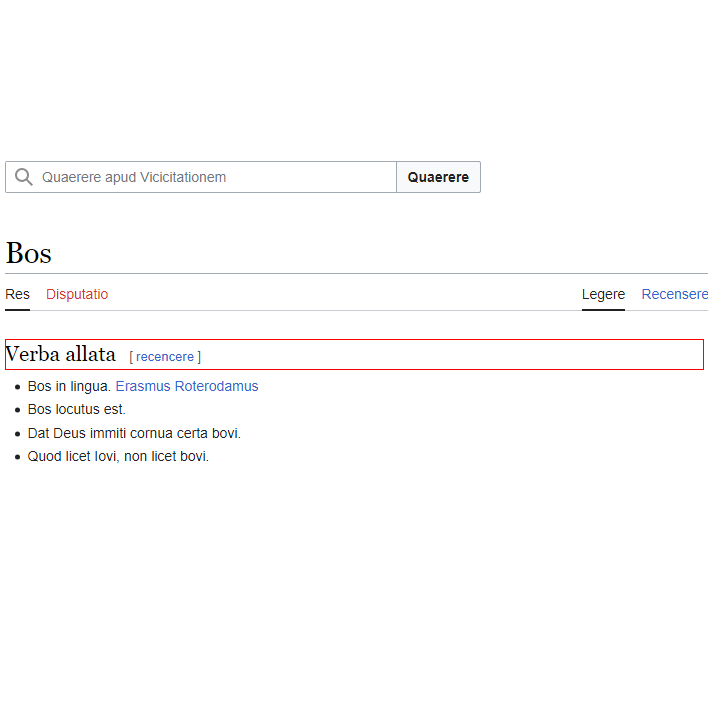 Quaerere apud Vicicitationem Quaerere
Bos
Res Disputatio Legere Recensere
Verba allata [ recencere ]
Bos in lingua. Erasmus Roterodamus
Bos locutus est.
Dat Deus immiti cornua certa bovi.
Quod licet Iovi, non licet bovi.